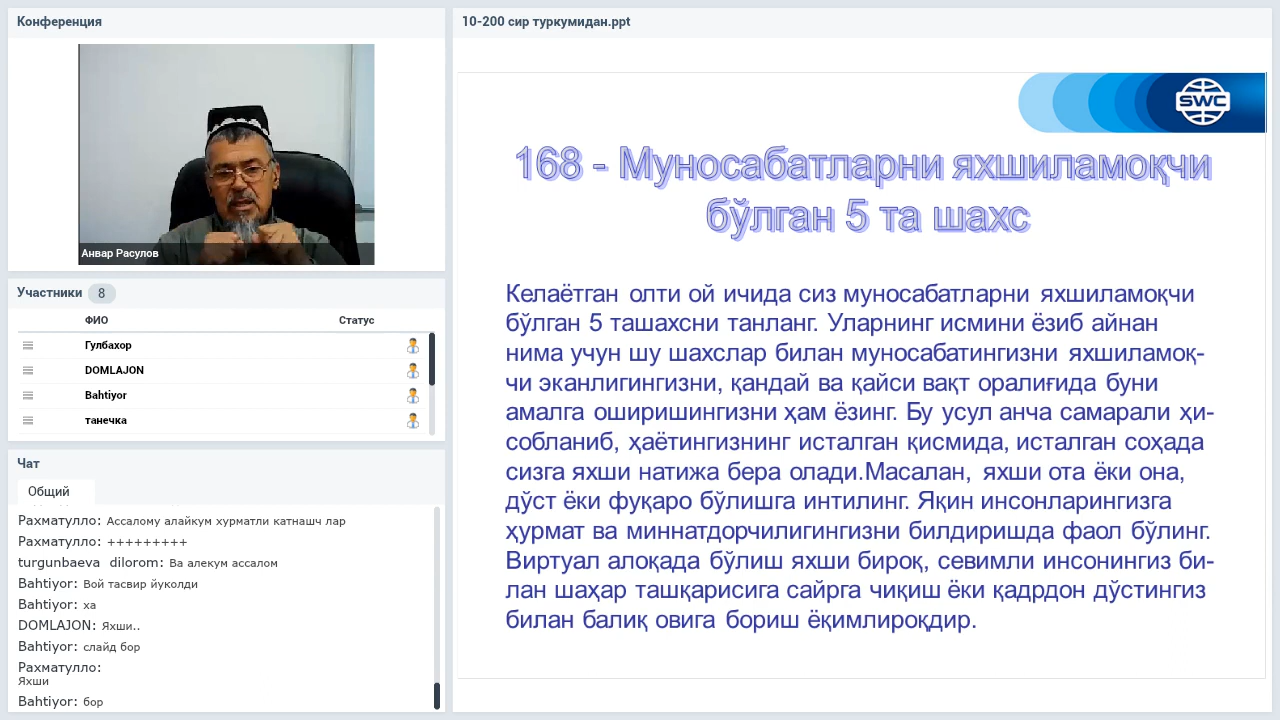 Конференция
Анвар Расулов
Участники 8
ФИО Статус
Гулбахор
DOMLAJON
Bahtiyor
танечка
Чат
Общий
Рахматулло: Ассалому алайкум хурматли катнашч лар
Рахматулло: +++++++++
turgunbaeva dilorom: Ва алекум ассалом
Bahtiyor: Вой тасвир йуколди
Bahtiyor: ха
DOMLAJON: Яхши..
Bahtiyor: слайд бор
Рахматулло:
Яхши
Bahtiyor: бор
10-200 сир туркумидан.ppt
SWC
168 - Муносабатларни яхшиламоқчи
бўлган 5 та шахс
Келаётган олти ой ичида сиз муносабатларни яхшиламоқчи
бўлган 5 ташахсни танланг. Уларнинг исмини ёзиб айнан
нима учун шу шахслар билан муносабатингизни яхшиламоқ-
чи эканлигингизни, қандай ва қайси вақт оралиғида буни
амалга оширишингизни ҳам ёзинг. Бу усул анча самарали ҳи-
собланиб, ҳаётингизнинг исталган қисмида, исталган соҳада
сизга яхши натижа бера олади.Масалан, яхши ота ёки она,
дўст ёки фуқаро бўлишга интилинг. Яқин инсонларингизга
ҳурмат ва миннатдорчилигингизни билдиришда фаол бўлинг.
Виртуал алоқада бўлиш яхши бироқ, севимли инсонингиз би-
лан шаҳар ташқарисига сайрга чиқиш ёки қадрдон дўстингиз
билан балиқ овига бориш ёқимлироқдир.